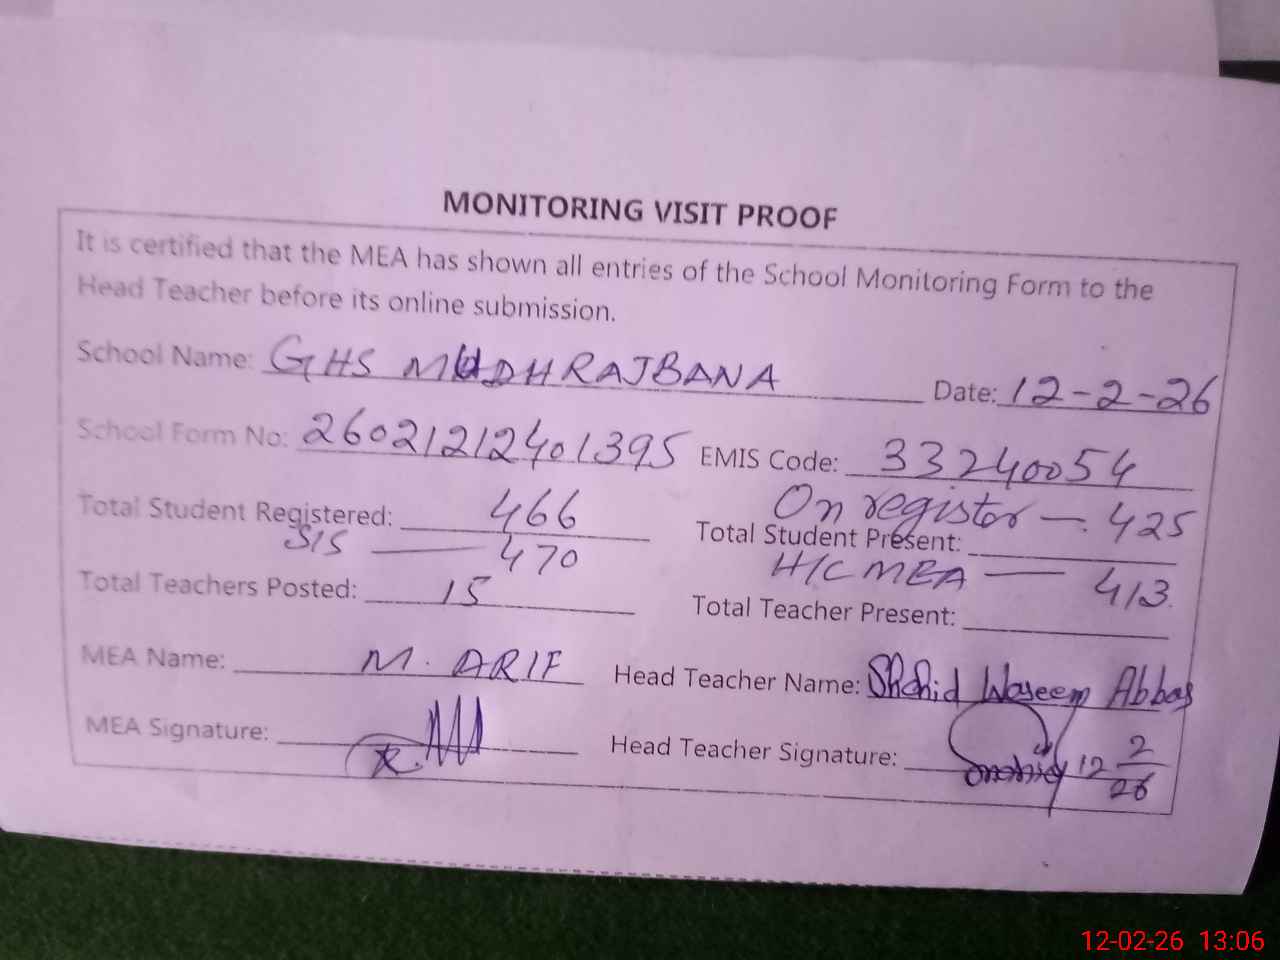 MONITORING VISIT PROOF
It is certified that the MEA has shown all entries of the School Monitoring Form to the
Head Teacher before its online submission.
School Name: GHS MUDH RAJBANA Date: 12-2-26
School Form No: 26021212401395 EMIS Code: 33240054
Total Student Registered: 466 On register — 425
SIS — 470 Total Student Present:
H/C MEA — 413
Total Teachers Posted: 15 Total Teacher Present:
MEA Name: M. ARIF Head Teacher Name: Shahid Waseem Abbas
MEA Signature: Head Teacher Signature: 12 2/26
12-02-26 13:06